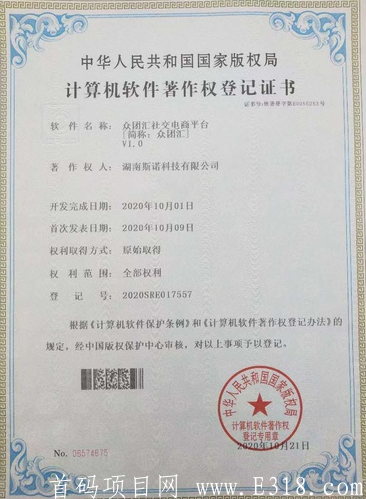 中华人民共和国国家版权局
计算机软件著作权登记证书
软件名称： 众团汇社交电商平台
[简称：众团汇]
V1.0
著作权人： 湖南斯诺科技有限公司
开发完成日期： 2020年10月01日
首次发表日期： 2020年10月09日
权利取得方式： 原始取得
权利范围： 全部权利
登记号： 2020SRE017557
根据《计算机软件保护条例》和《计算机软件著作权登记办法》的
规定，经中国版权保护中心审核，对以上事项予以登记。
中华人民共和国国家版权局
计算机软件著作权
登记专用章
2020年10月21日
No. 06574675
首码项目网 www.E318.com